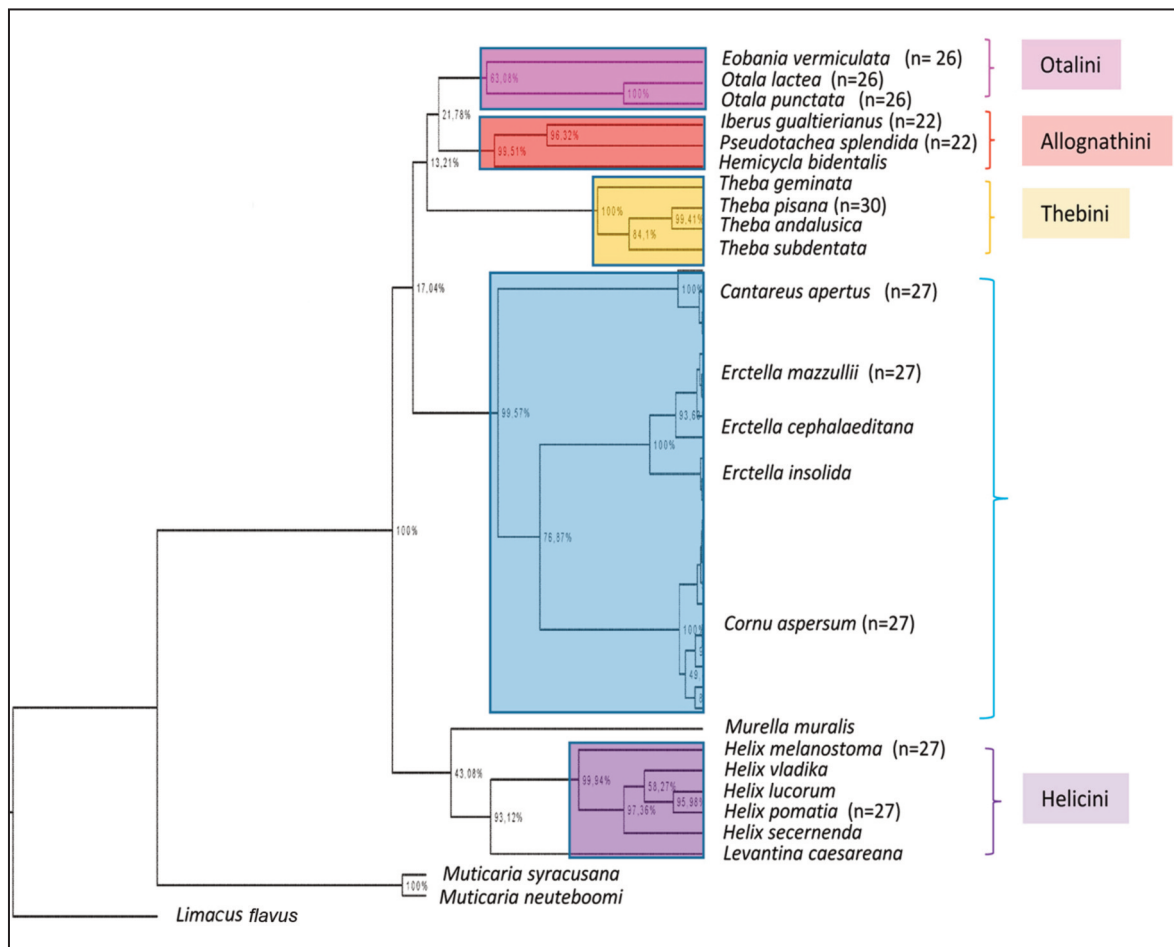 Eobania vermiculata (n= 26)
Otala lactea (n=26)
Otala punctata (n=26)
Otalini
63,08%
100%
21,78%
Iberus gualtierianus (n=22)
Pseudotachea splendida (n=22)
Hemicycla bidentalis
Allognathini
96,32%
99,51%
13,21%
Theba geminata
Theba pisana (n=30)
Theba andalusica
Theba subdentata
Thebini
100%
99,41%
84,1%
17,04%
Cantareus apertus (n=27)
100%
Erctella mazzullii (n=27)
93,6
Erctella cephalaeditana
99,57%
100%
Erctella insolida
76,87%
100%
Cornu aspersum (n=27)
100%
49,
Murella muralis
Helix melanostoma (n=27)
Helix vladika
Helix lucorum
Helix pomatia (n=27)
Helix secernenda
Levantina caesareana
Helicini
43,08%
99,94%
58,27%
95,98%
97,36%
93,12%
Muticaria syracusana
100%
Muticaria neuteboomi
Limacus flavus